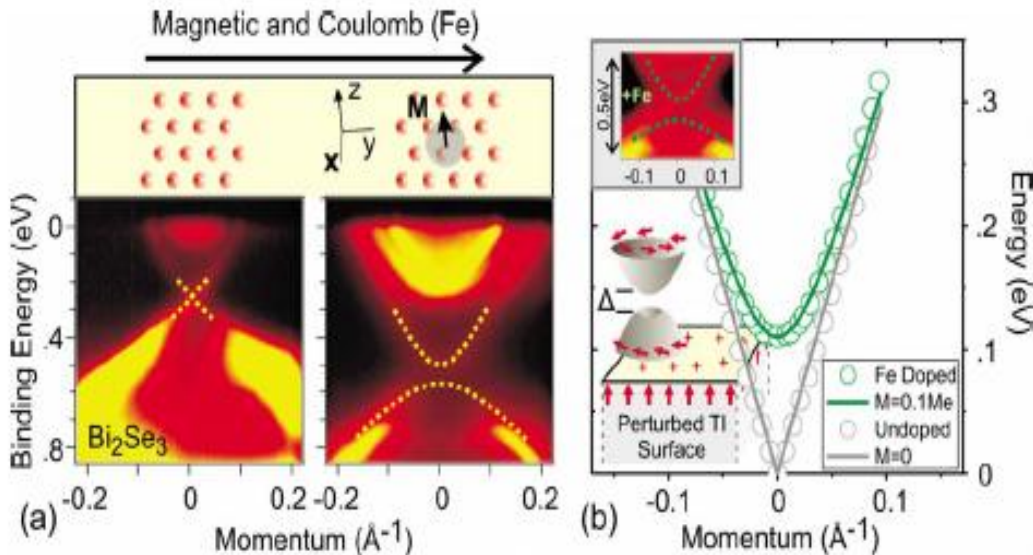 Magnetic and Coulomb (Fe)
z
M
y
x
Binding Energy (eV)
0
.4
.8
Bi₂Se₃
-0.2
0
0.2
-0.2
0
0.2
(a)
Momentum (Å⁻¹)
0.5eV
+Fe
-0.1
0
0.1
.3
.2
.1
0
Energy (eV)
Δ
Perturbed TI
Surface
Fe Doped
M=0.1Me
Undoped
M=0
-0.1
0
0.1
(b)
Momentum (Å⁻¹)